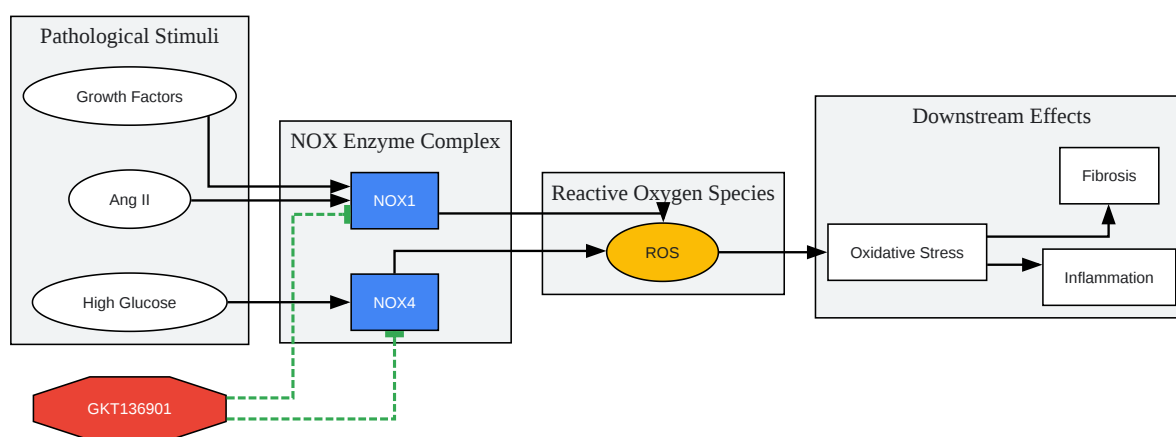 Pathological Stimuli
Growth Factors
Ang II
High Glucose
GKT136901
NOX Enzyme Complex
NOX1
NOX4
Reactive Oxygen Species
ROS
Downstream Effects
Oxidative Stress
Fibrosis
Inflammation